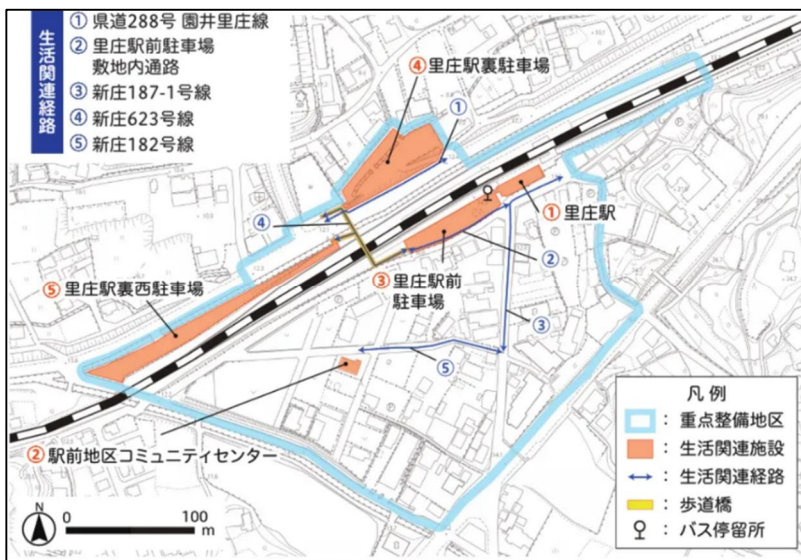 生活関連経路
① 県道288号 園井里庄線
② 里庄駅前駐車場
敷地内通路
③ 新庄187-1号線
④ 新庄623号線
⑤ 新庄182号線
④ 里庄駅裏駐車場
①
④
① 里庄駅
②
③ 里庄駅前
駐車場
⑤ 里庄駅裏西駐車場
③
⑤
② 駅前地区コミュニティセンター
凡例
: 重点整備地区
: 生活関連施設
: 生活関連経路
: 歩道橋
: バス停留所
N
0 100
m